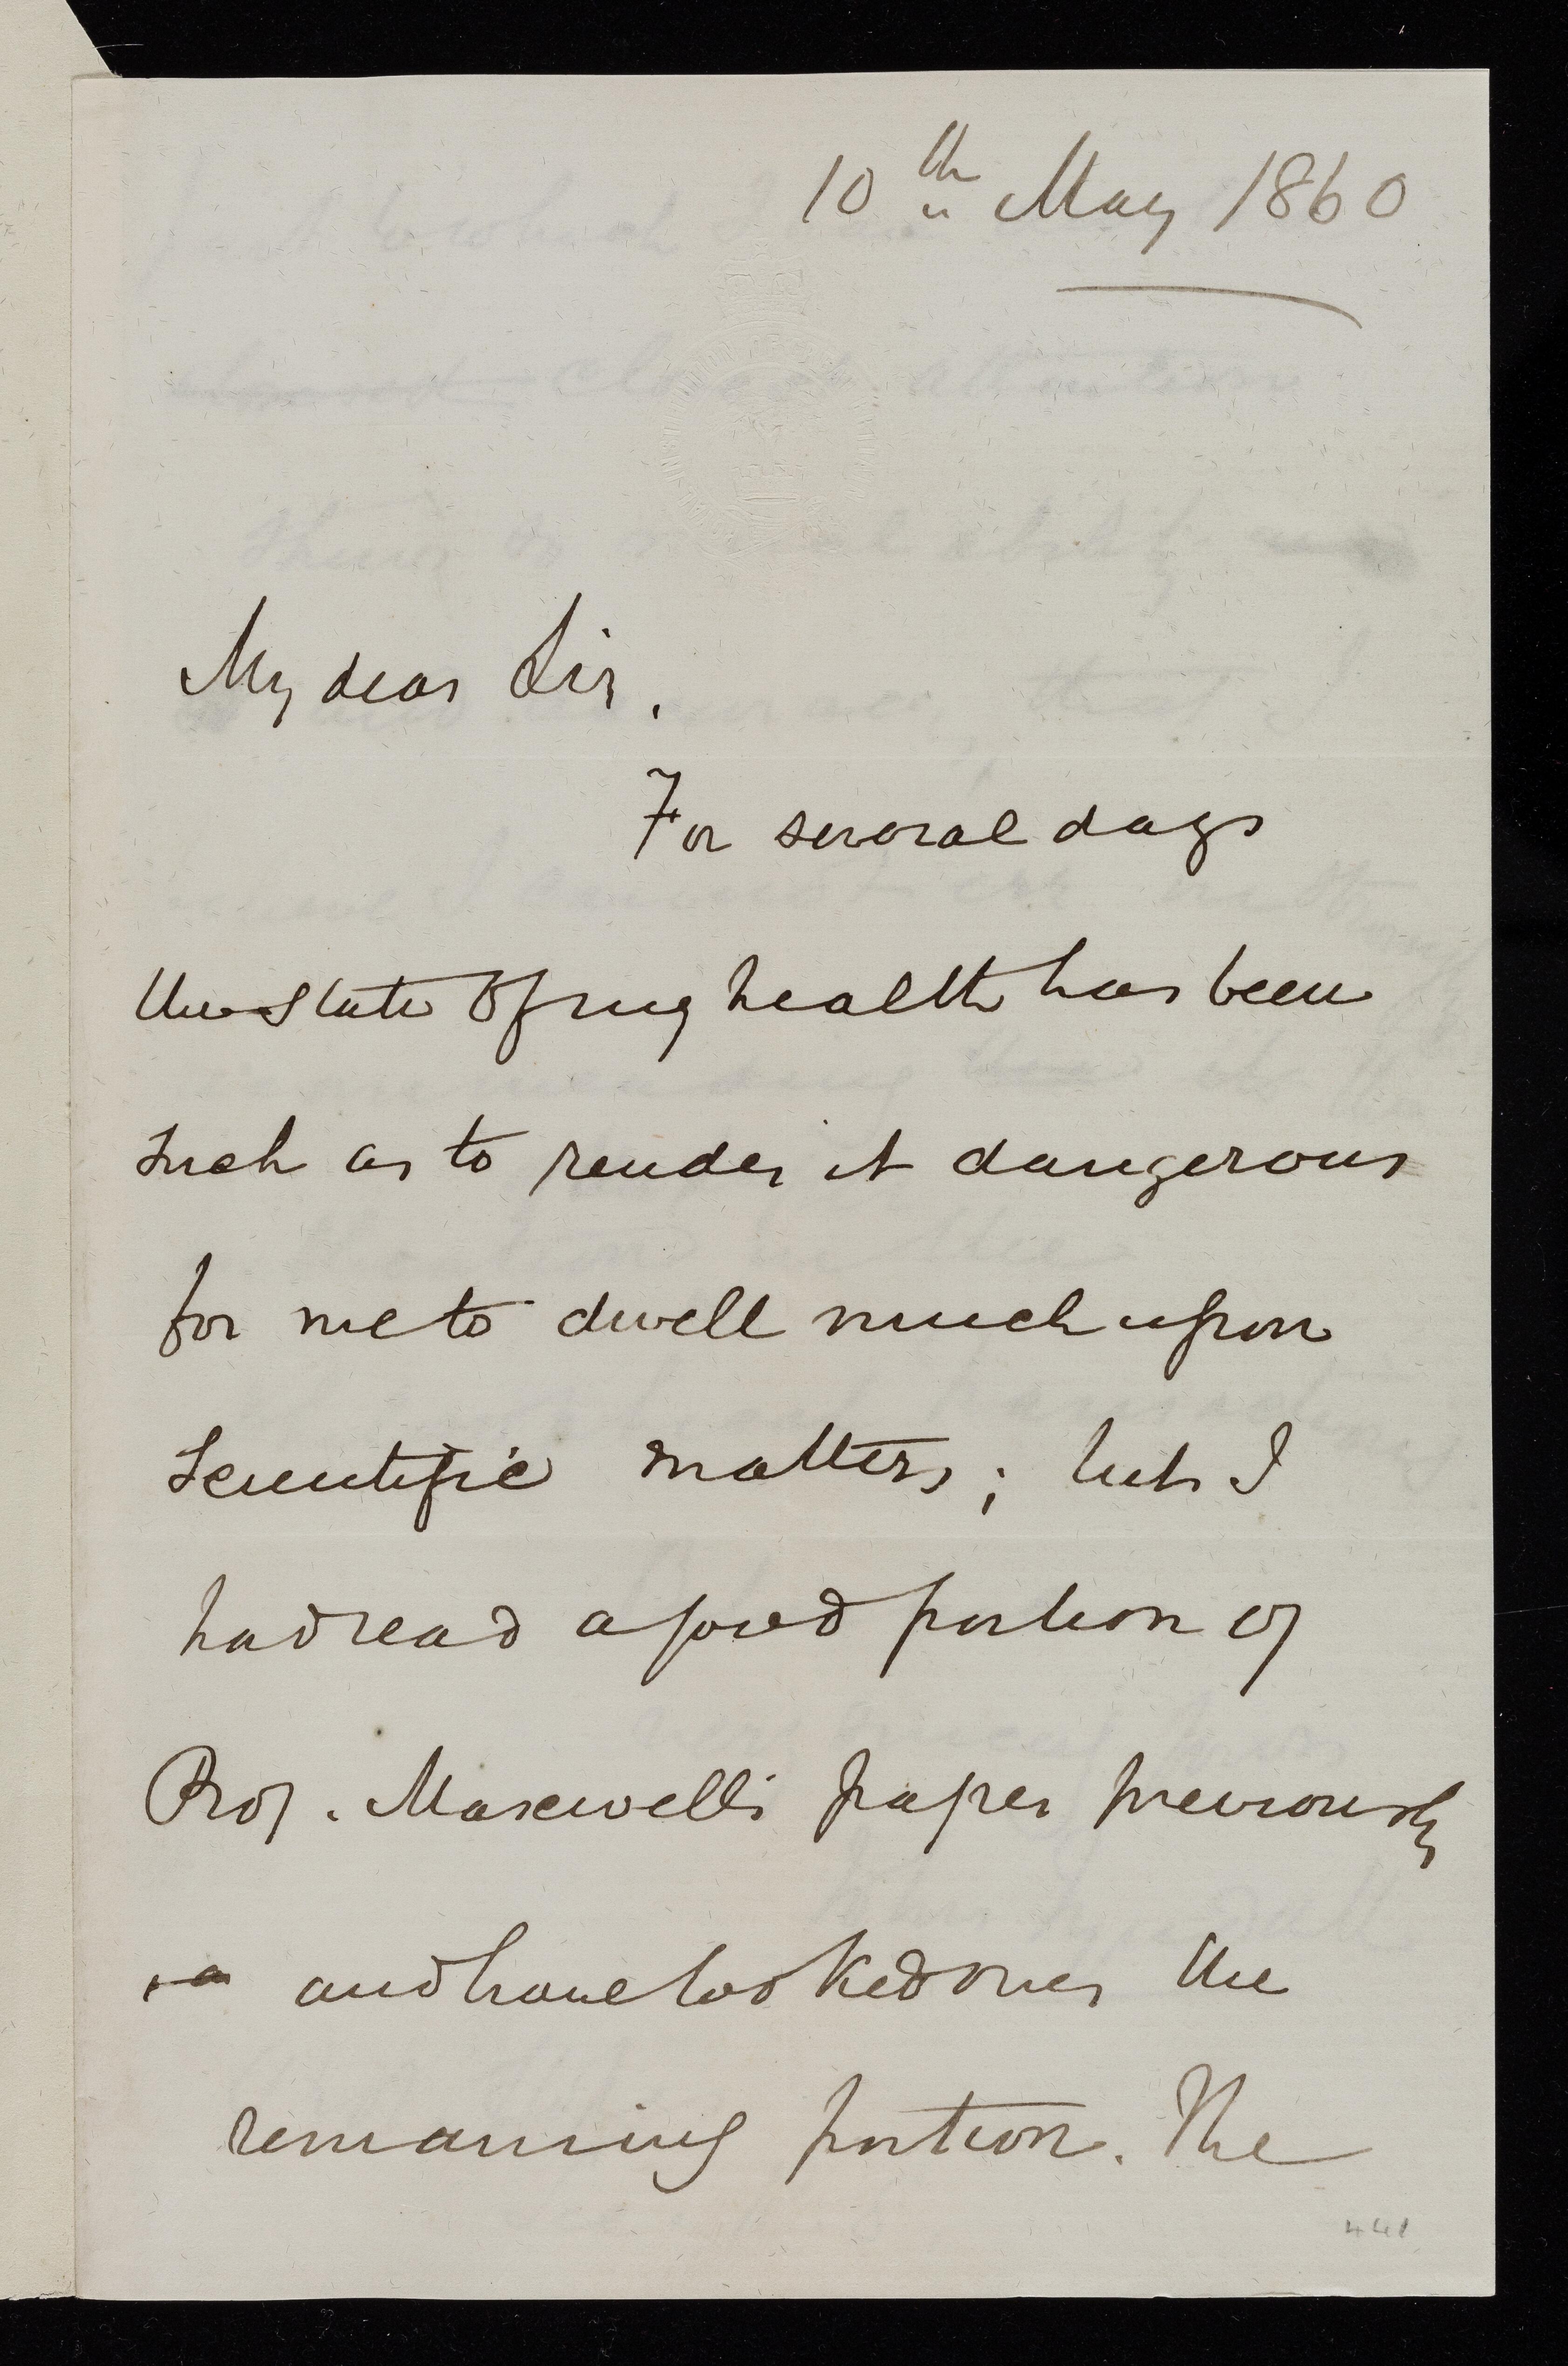 10th May 1860
My dear Sir,
For several days
the state of my health has been
such as to render it dangerous
for me to dwell much upon
scientific matters; but I
had read a good portion of
Prof. Maxwell's paper previously
and have looked over the
remaining portion. The
441